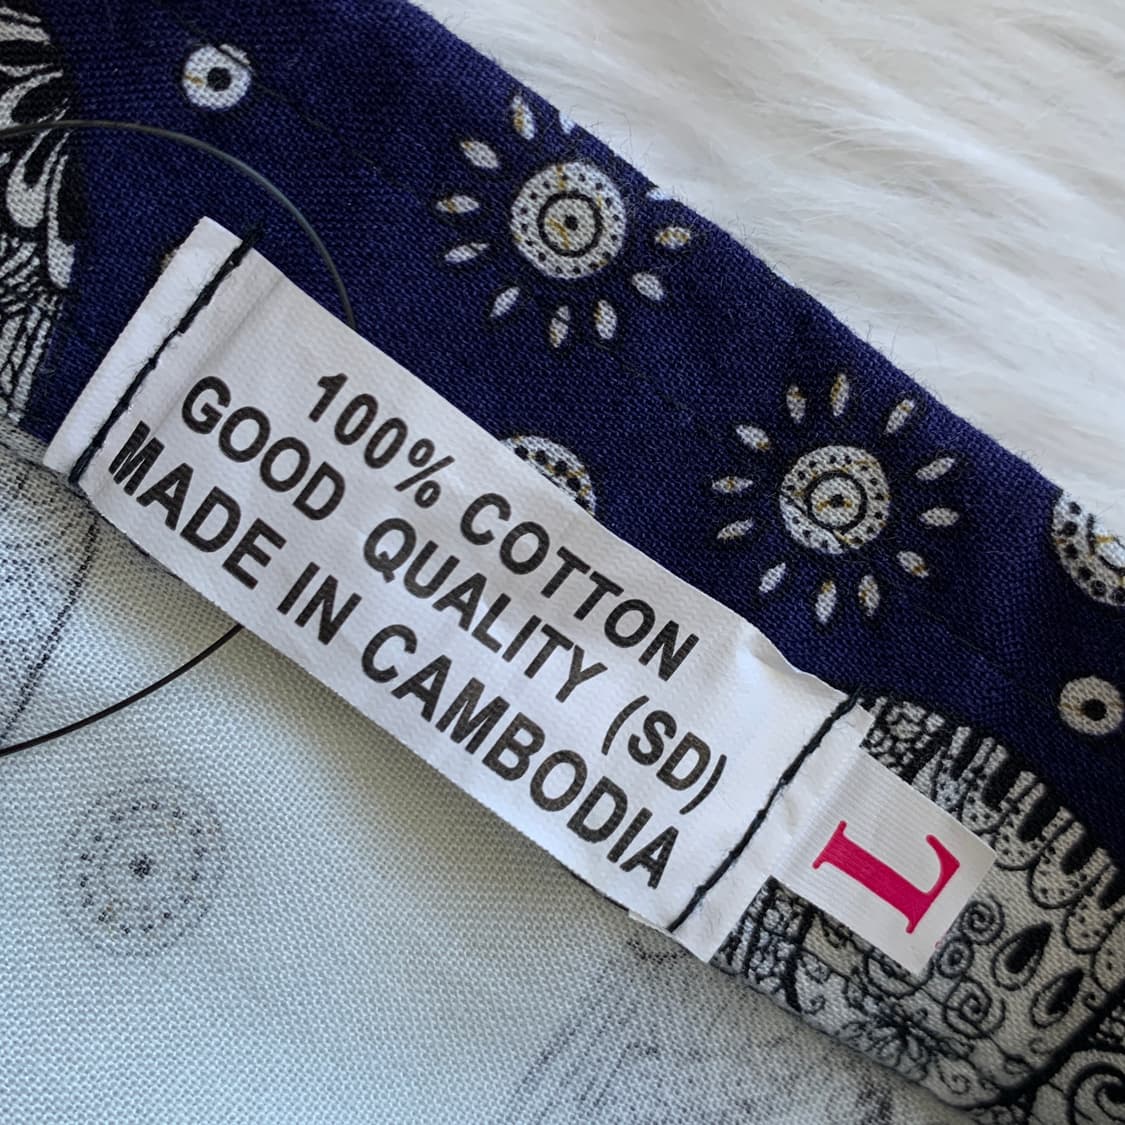 100% COTTON
GOOD QUALITY (SD)
MADE IN CAMBODIA
L